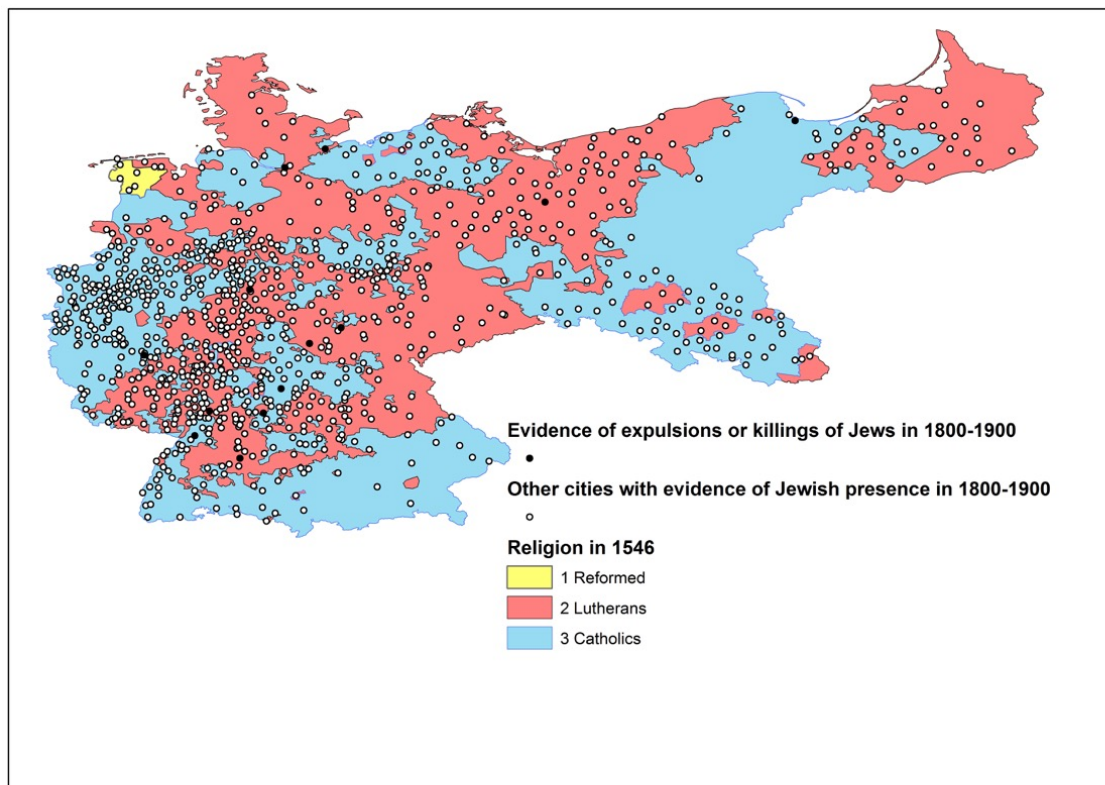 Evidence of expulsions or killings of Jews in 1800-1900
Other cities with evidence of Jewish presence in 1800-1900
Religion in 1546
1 Reformed
2 Lutherans
3 Catholics